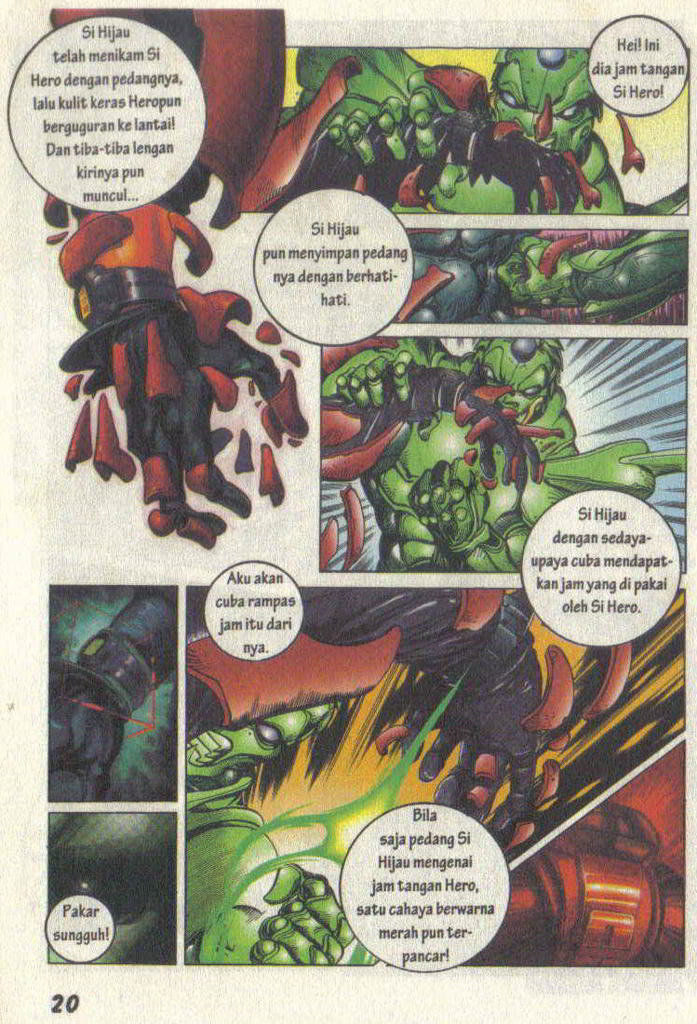 Si Hijau
telah menikam Si
Hero dengan pedangnya,
lalu kulit keras Heropun
berguguran ke lantai!
Dan tiba-tiba lengan
kirinya pun
muncul...
Hei! Ini
dia jam tangan
Si Hero!
Si Hijau
pun menyimpan pedang
nya dengan berhati-
hati.
Si Hijau
dengan sedaya-
upaya cuba mendapat-
kan jam yang di pakai
oleh Si Hero.
Aku akan
cuba rampas
jam itu dari
nya.
Pakar
sungguh!
Bila
saja pedang Si
Hijau mengenai
jam tangan Hero,
satu cahaya berwarna
merah pun ter-
pancar!
20